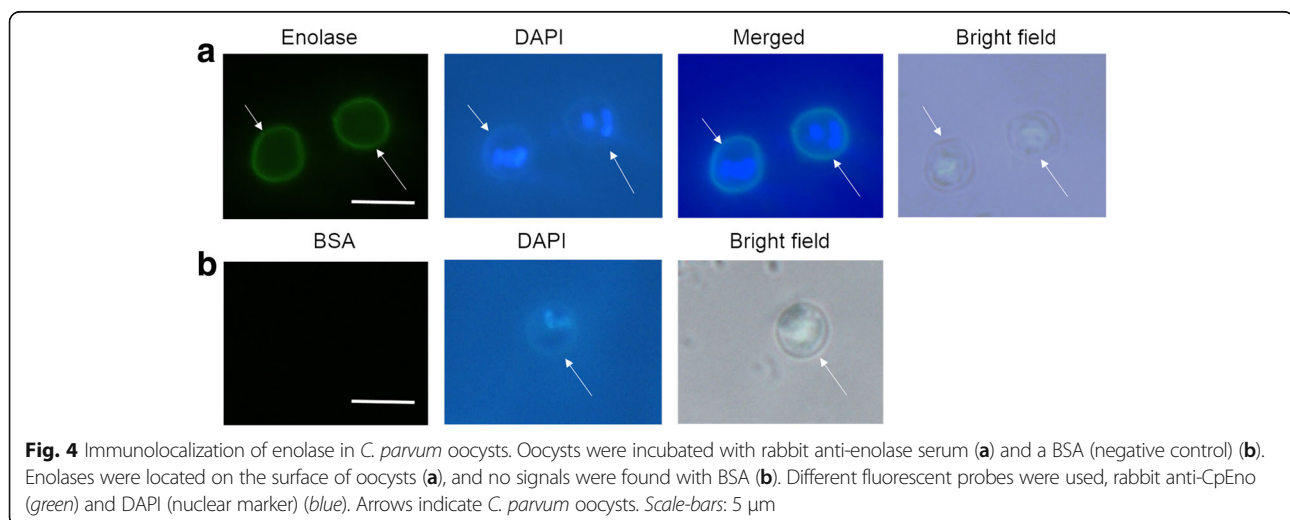 a Enolase DAPI Merged Bright field
b BSA DAPI Bright field
Fig. 4 Immunolocalization of enolase in C. parvum oocysts. Oocysts were incubated with rabbit anti-enolase serum (a) and a BSA (negative control) (b).
Enolases were located on the surface of oocysts (a), and no signals were found with BSA (b). Different fluorescent probes were used, rabbit anti-CpEno
(green) and DAPI (nuclear marker) (blue). Arrows indicate C. parvum oocysts. Scale-bars: 5 μm